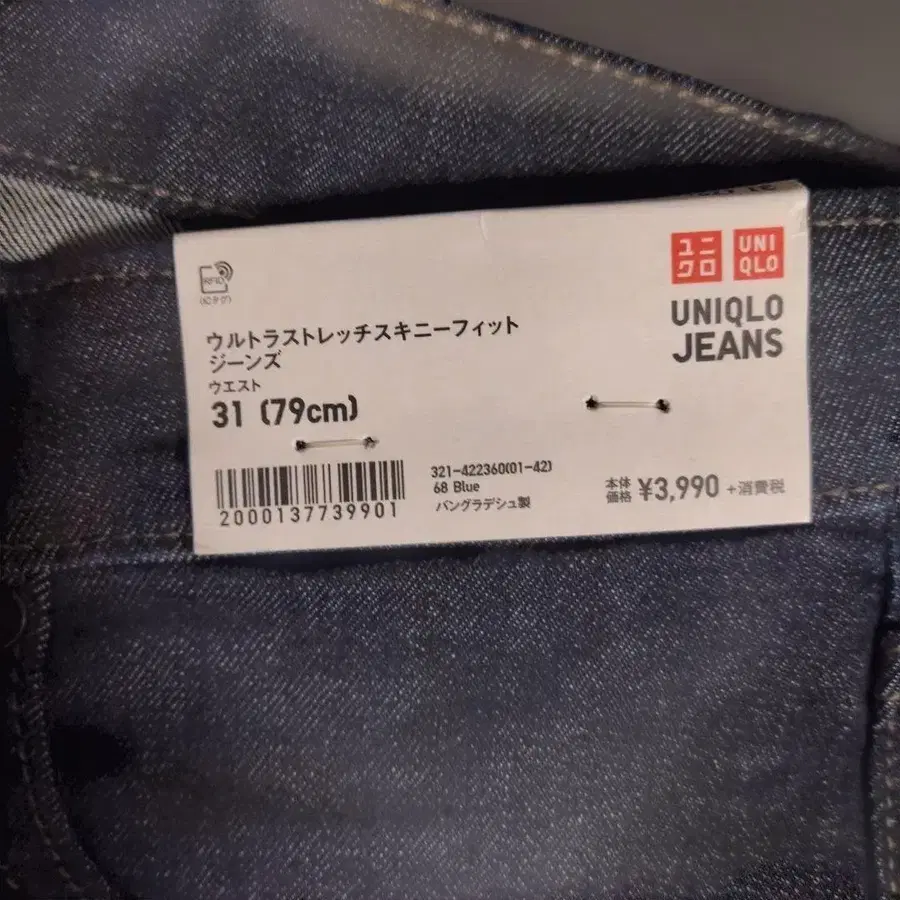 RFID
ユニ
クロ
UNI
QLO
UNIQLO
JEANS
ウルトラストレッチスキニーフィット
ジーンズ
ウエスト
31 (79cm)
2000137739901
321-422360(01-42)
68 Blue
バングラデシュ製
本体
価格 ¥3,990 +消費税